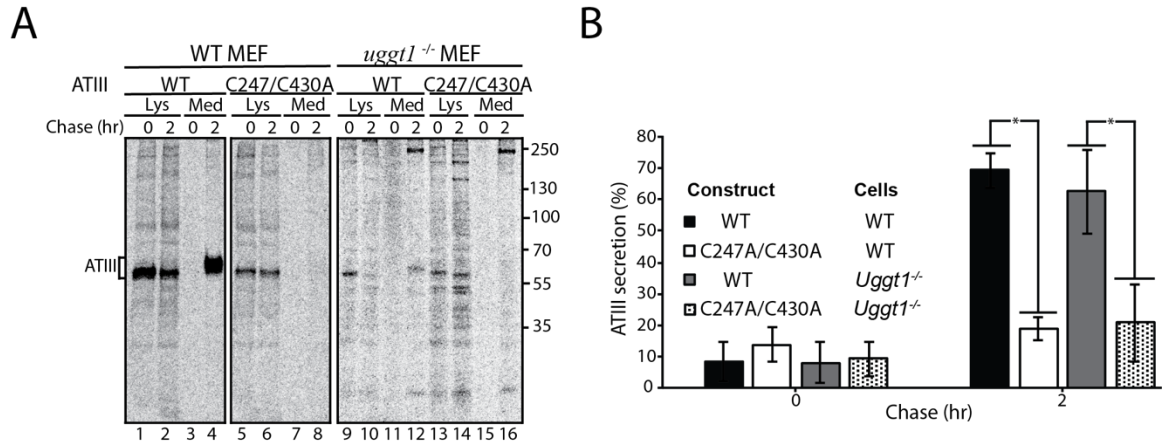 A
WT MEF
uggt1 -/- MEF
ATIII
WT
C247/C430A
WT
C247/C430A
Lys
Med
Lys
Med
Lys
Med
Lys
Med
Chase (hr)
0 2 0 2
0 2 0 2
0 2 0 2 0 2 0 2
ATIII
250
130
100
70
55
35
1 2 3 4
5 6 7 8
9 10 11 12 13 14 15 16
B
ATIII secretion (%)
80
70
60
50
40
30
20
10
0
Construct Cells
WT WT
C247A/C430A WT
WT Uggt1-/-
C247A/C430A Uggt1-/-
* *
0 2
Chase (hr)